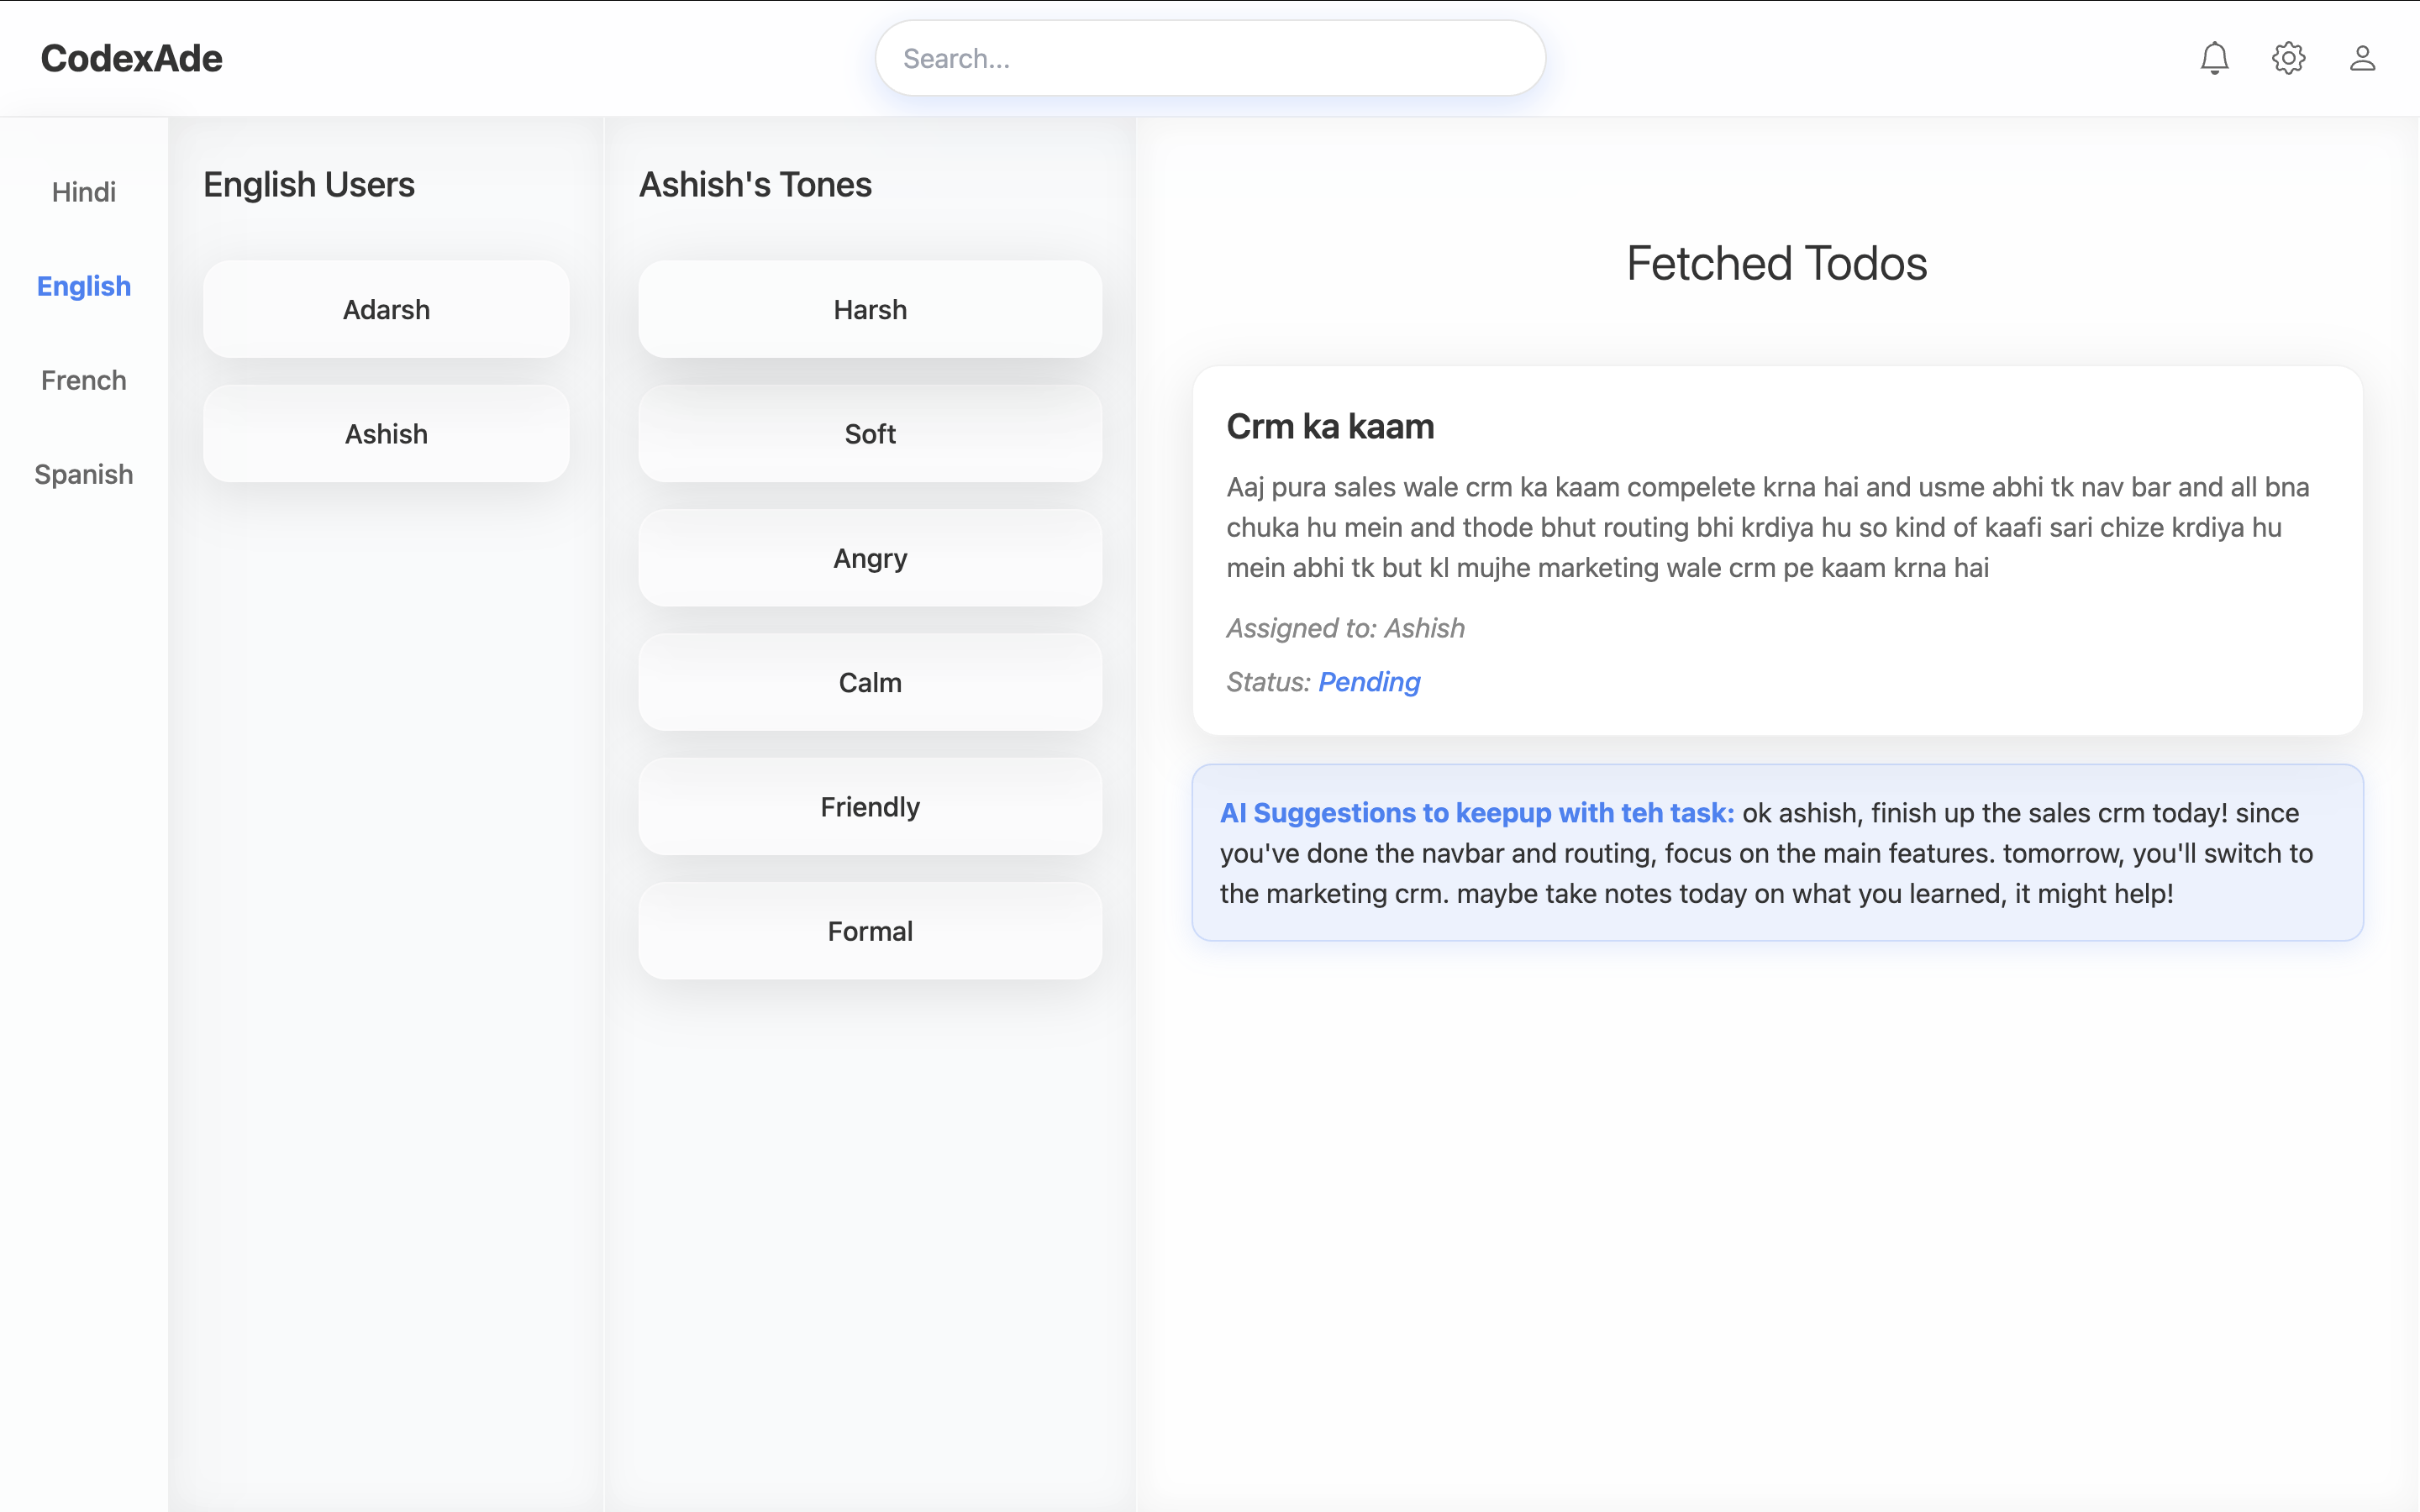 CodexAde
Search...
Hindi
English
French
Spanish
English Users
Adarsh
Ashish
Ashish's Tones
Harsh
Soft
Angry
Calm
Friendly
Formal
Fetched Todos
Crm ka kaam
Aaj pura sales wale crm ka kaam compelete krna hai and usme abhi tk nav bar and all bna
chuka hu mein and thode bhut routing bhi krdiya hu so kind of kaafi sari chize krdiya hu
mein abhi tk but kl mujhe marketing wale crm pe kaam krna hai
Assigned to: Ashish
Status: Pending
AI Suggestions to keepup with teh task: ok ashish, finish up the sales crm today! since
you've done the navbar and routing, focus on the main features. tomorrow, you'll switch to
the marketing crm. maybe take notes today on what you learned, it might help!